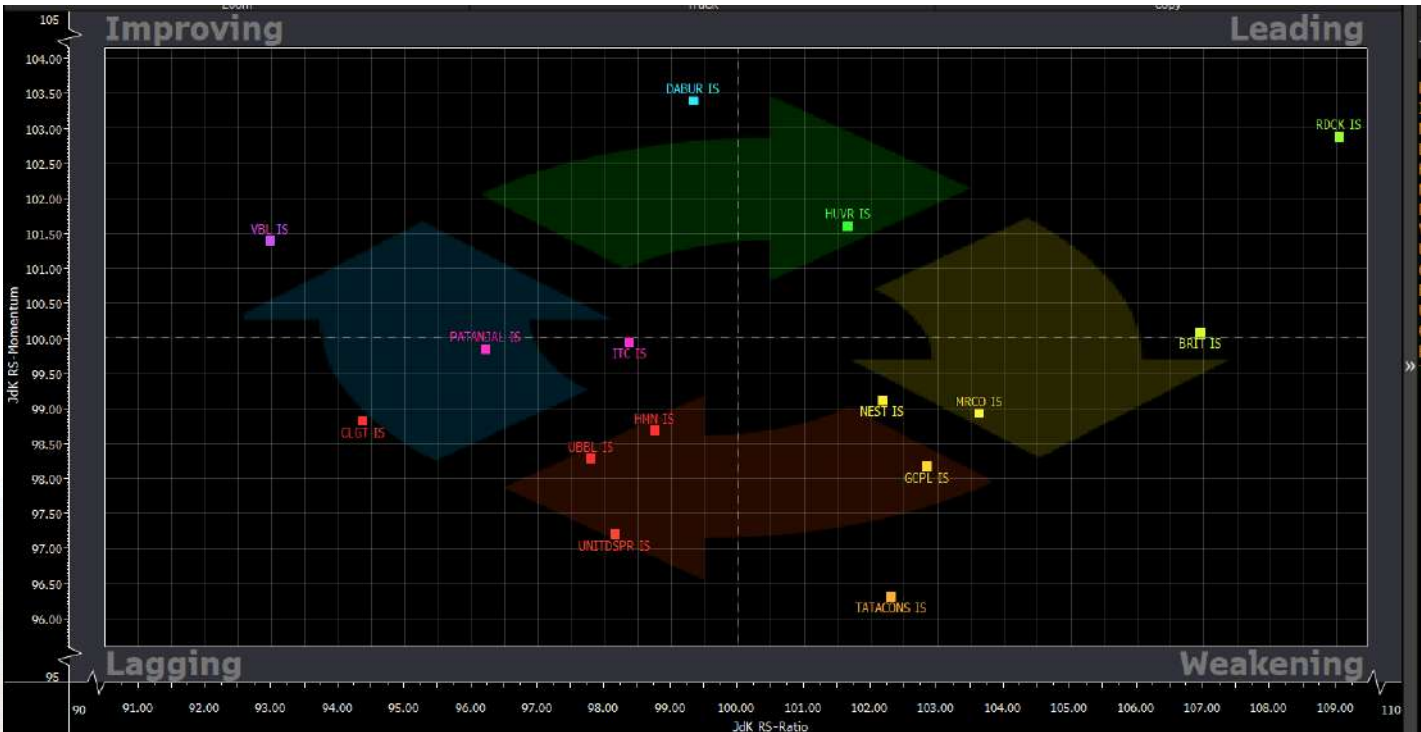 Zoom Track Copy
105
Improving Leading
104.00
103.50
DABUR IS
103.00
RDCK IS
102.50
102.00
HUVR IS
101.50
VBL IS
101.00
100.50
100.00
PATANJAL IS
ITC IS
BRIT IS
99.50
99.00
NEST IS
MRCO IS
98.50
CLGT IS
HMN IS
UBBL IS
98.00
GCPL IS
97.50
97.00
UNITDSPR IS
96.50
TATACONS IS
96.00
JdK RS-Momentum
»
Lagging Weakening
95
90 91.00 92.00 93.00 94.00 95.00 96.00 97.00 98.00 99.00 100.00 101.00 102.00 103.00 104.00 105.00 106.00 107.00 108.00 109.00 110
JdK RS-Ratio